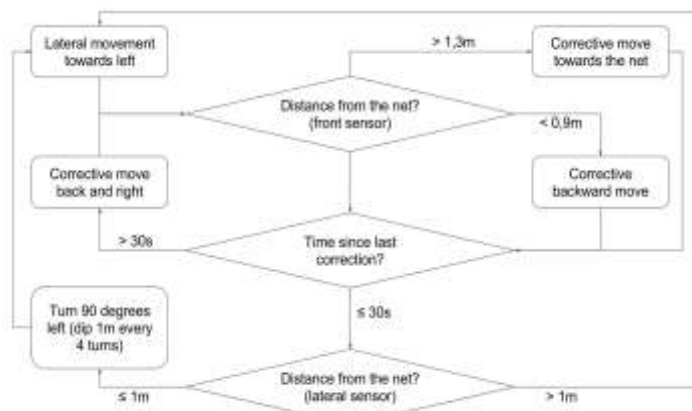 Lateral movement
towards left
> 1,3m
Corrective move
towards the net
Distance from the net?
(front sensor)
< 0,9m
Corrective move
back and right
Corrective
backward move
> 30s
Time since last
correction?
≤ 30s
Turn 90 degrees
left (dip 1m every
4 turns)
≤ 1m
Distance from the net?
(lateral sensor)
> 1m